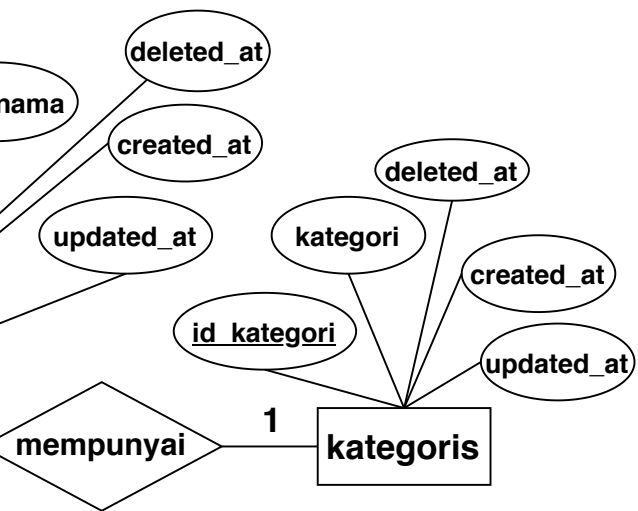 deleted_at
nama
created_at
deleted_at
updated_at
kategori
created_at
id_kategori
updated_at
1
mempunyai
kategoris